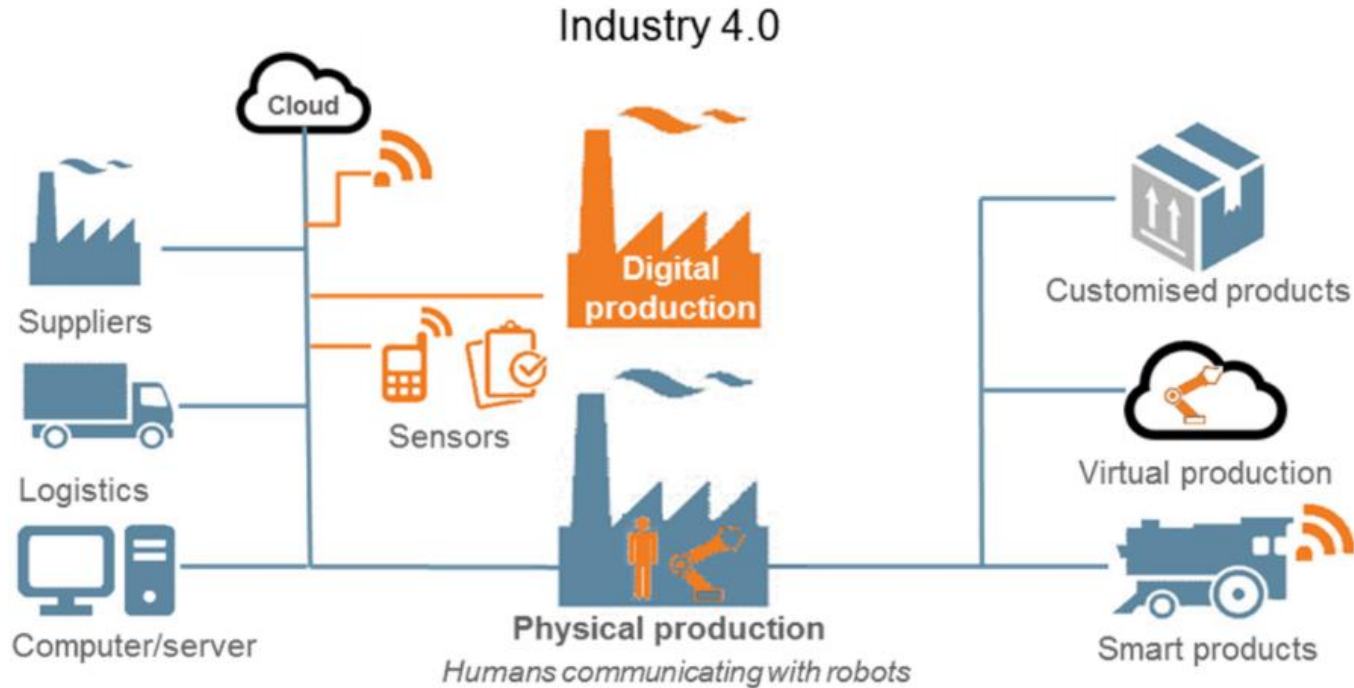 Industry 4.0
Cloud
Suppliers
Logistics
Computer/server
Sensors
Digital
production
Physical production
Humans communicating with robots
Customised products
Virtual production
Smart products